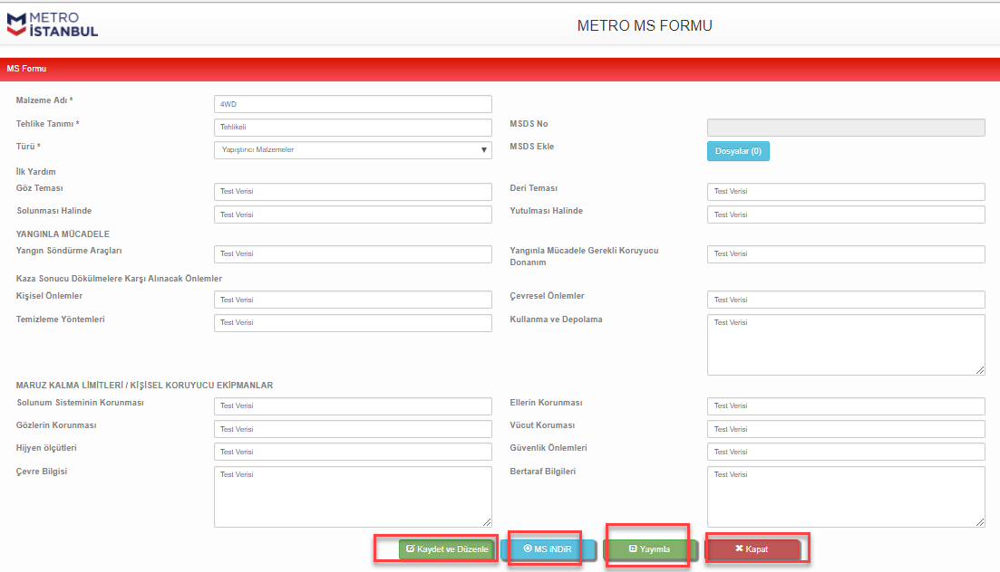 METRO
İSTANBUL
METRO MS FORMU
MS Formu
Malzeme Adı *
4WD
Tehlike Tanımı *
Tehlikeli
MSDS No
Türü *
Yapıştırıcı Malzemeler
MSDS Ekle
Dosyalar (0)
İlk Yardım
Göz Teması
Test Verisi
Deri Teması
Test Verisi
Solunması Halinde
Test Verisi
Yutulması Halinde
Test Verisi
YANGINLA MÜCADELE
Yangın Söndürme Araçları
Test Verisi
Yangınla Mücadele Gerekli Koruyucu
Donanım
Test Verisi
Kaza Sonucu Dökülmelere Karşı Alınacak Önlemler
Kişisel Önlemler
Test Verisi
Çevresel Önlemler
Test Verisi
Temizleme Yöntemleri
Test Verisi
Kullanma ve Depolama
Test Verisi
MARUZ KALMA LİMİTLERİ / KİŞİSEL KORUYUCU EKİPMANLAR
Solunum Sisteminin Korunması
Test Verisi
Ellerin Korunması
Test Verisi
Gözlerin Korunması
Test Verisi
Vücut Koruması
Test Verisi
Hijyen ölçütleri
Test Verisi
Güvenlik Önlemleri
Test Verisi
Çevre Bilgisi
Test Verisi
Bertaraf Bilgileri
Test Verisi
Kaydet ve Düzenle
MS İNDİR
Yayımla
Kapat